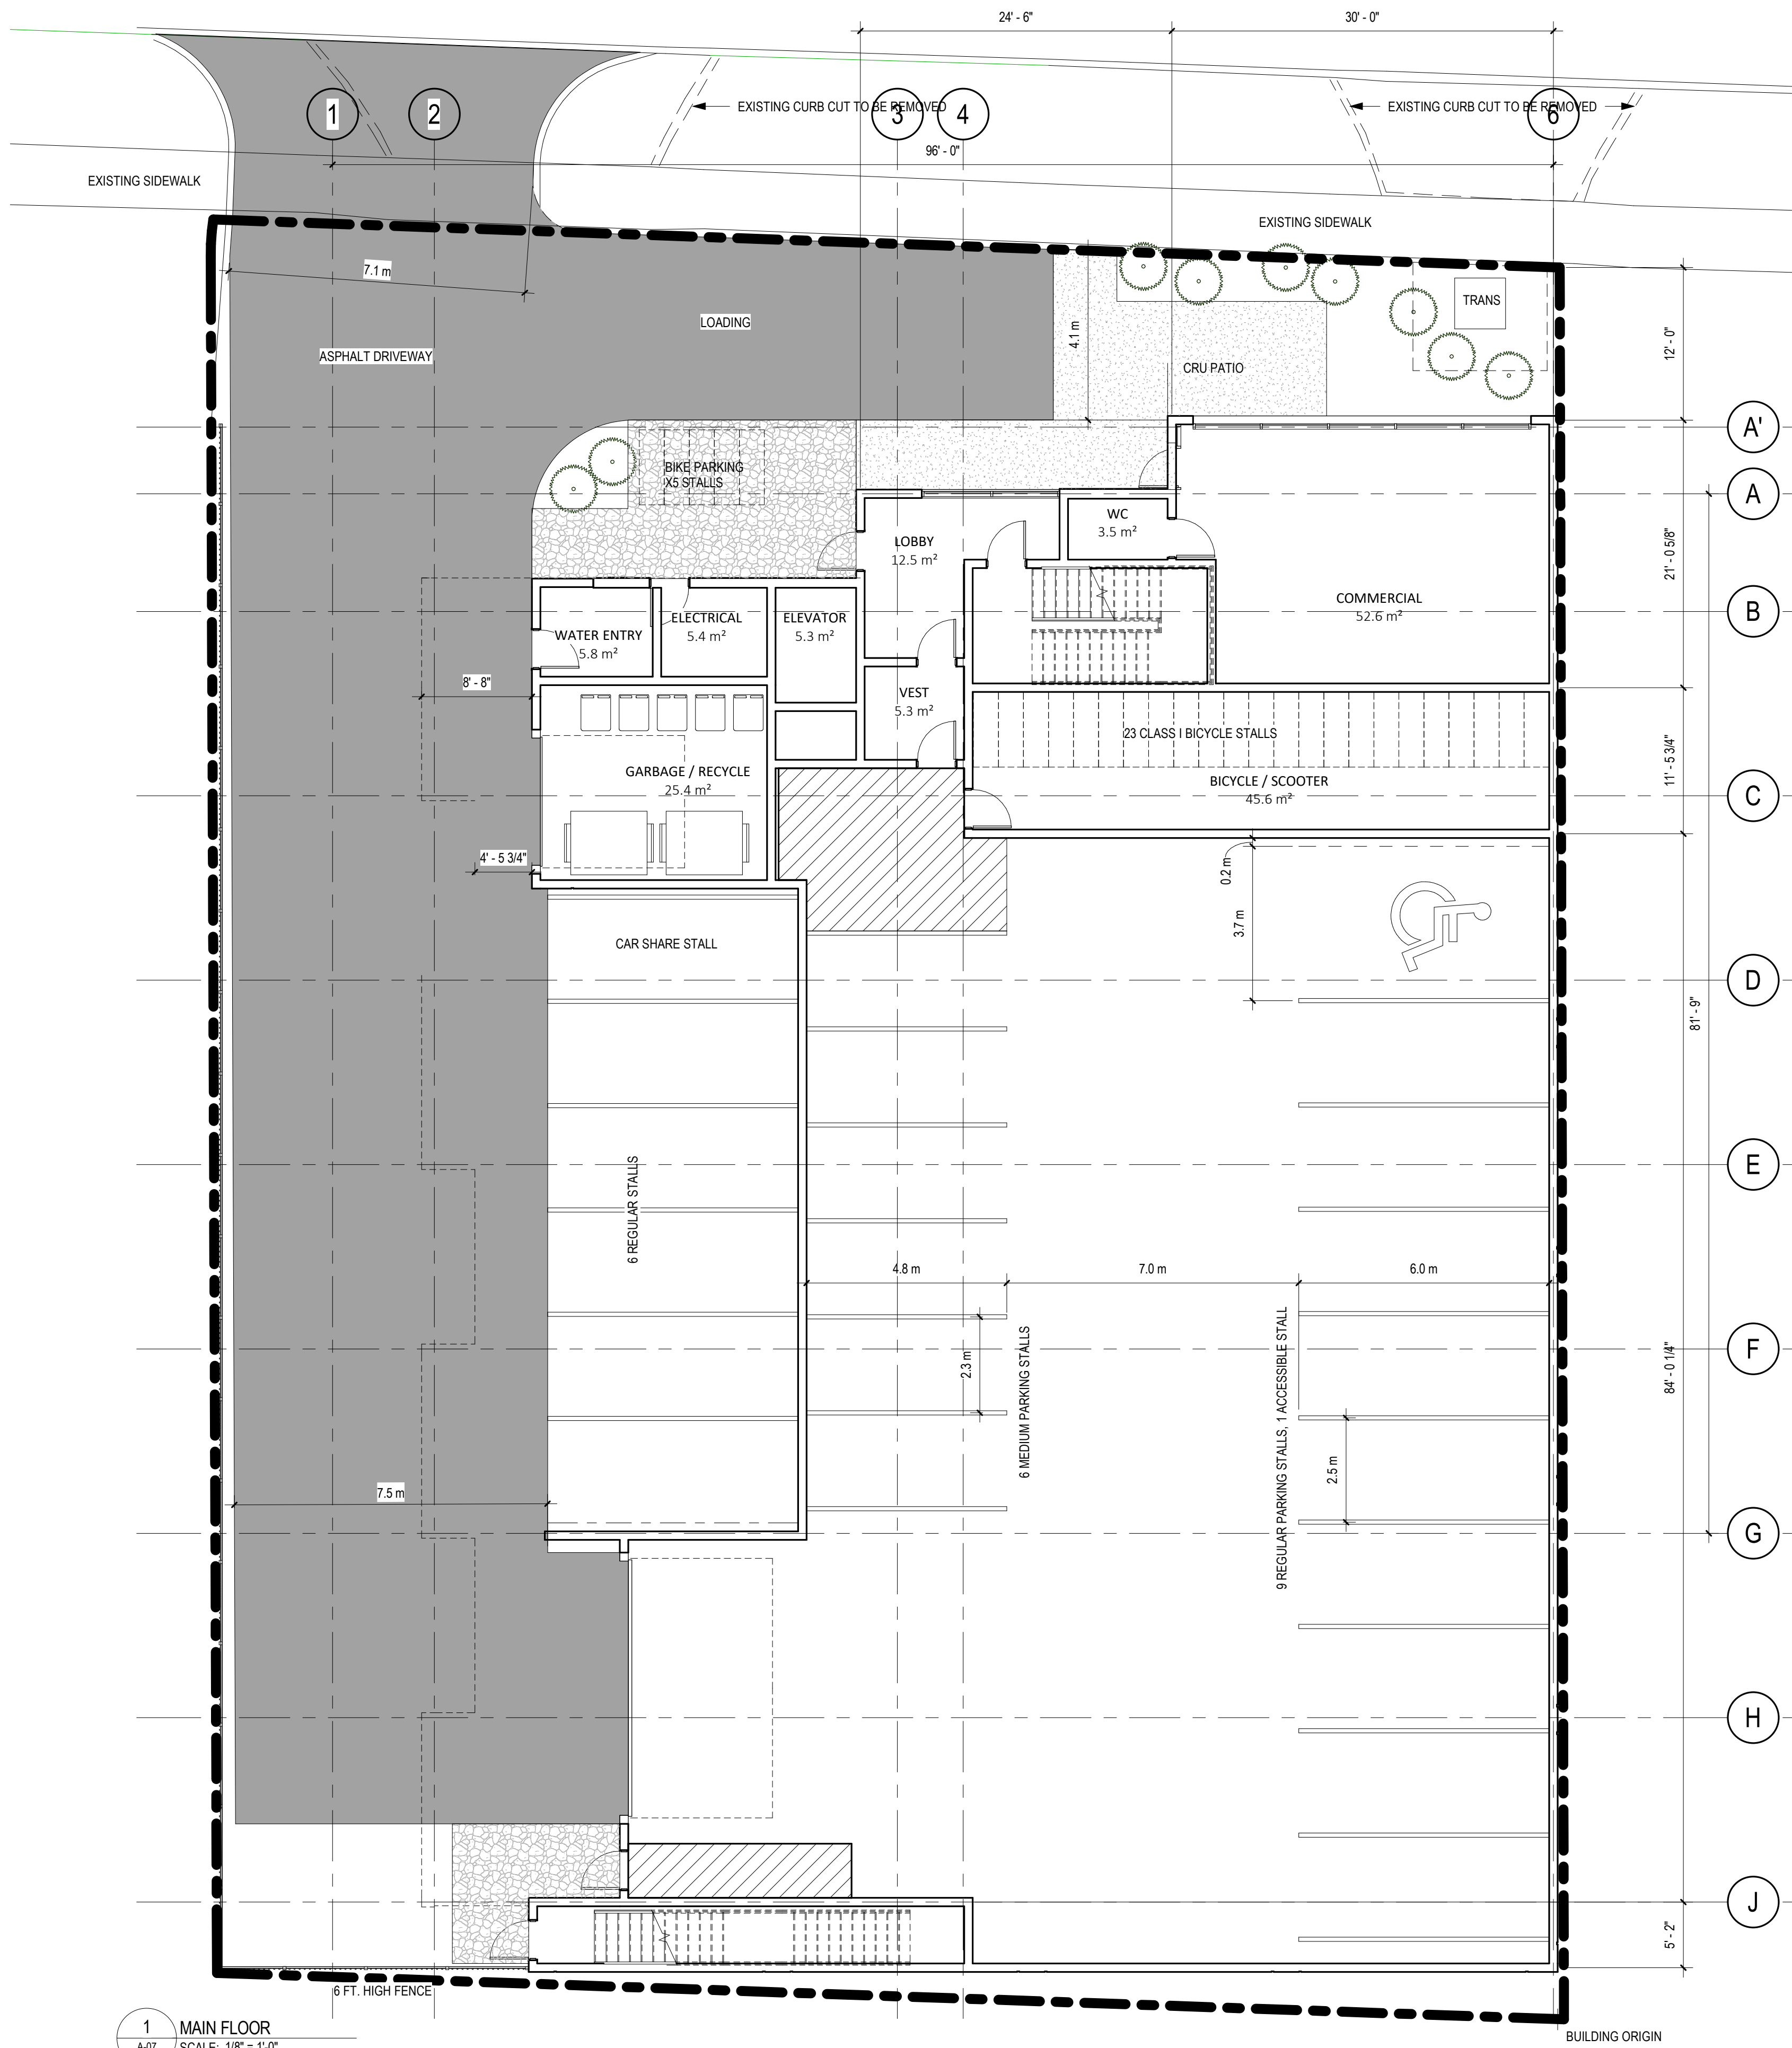 24' - 6"
30' - 0"
1
2
EXISTING CURB CUT TO BE REMOVED
3
4
EXISTING CURB CUT TO BE REMOVED
6
96' - 0"
EXISTING SIDEWALK
EXISTING SIDEWALK
7.1 m
LOADING
TRANS
ASPHALT DRIVEWAY
4.1 m
CRU PATIO
12' - 0"
A'
BIKE PARKING
X5 STALLS
A
LOBBY
12.5 m²
WC
3.5 m²
21' - 0 5/8"
COMMERCIAL
52.6 m²
B
WATER ENTRY
5.8 m²
ELECTRICAL
5.4 m²
ELEVATOR
5.3 m²
8' - 8"
VEST
5.3 m²
23 CLASS I BICYCLE STALLS
11' - 5 3/4"
GARBAGE / RECYCLE
25.4 m²
BICYCLE / SCOOTER
45.6 m²
C
4' - 5 3/4"
0.2 m
3.7 m
CAR SHARE STALL
D
81' - 9"
E
6 REGULAR STALLS
4.8 m
7.0 m
6.0 m
2.3 m
6 MEDIUM PARKING STALLS
9 REGULAR PARKING STALLS, 1 ACCESSIBLE STALL
F
84' - 0 1/4"
2.5 m
7.5 m
G
H
J
5' - 2"
6 FT. HIGH FENCE
1
MAIN FLOOR
A-07
SCALE: 1/8" = 1'-0"
BUILDING ORIGIN